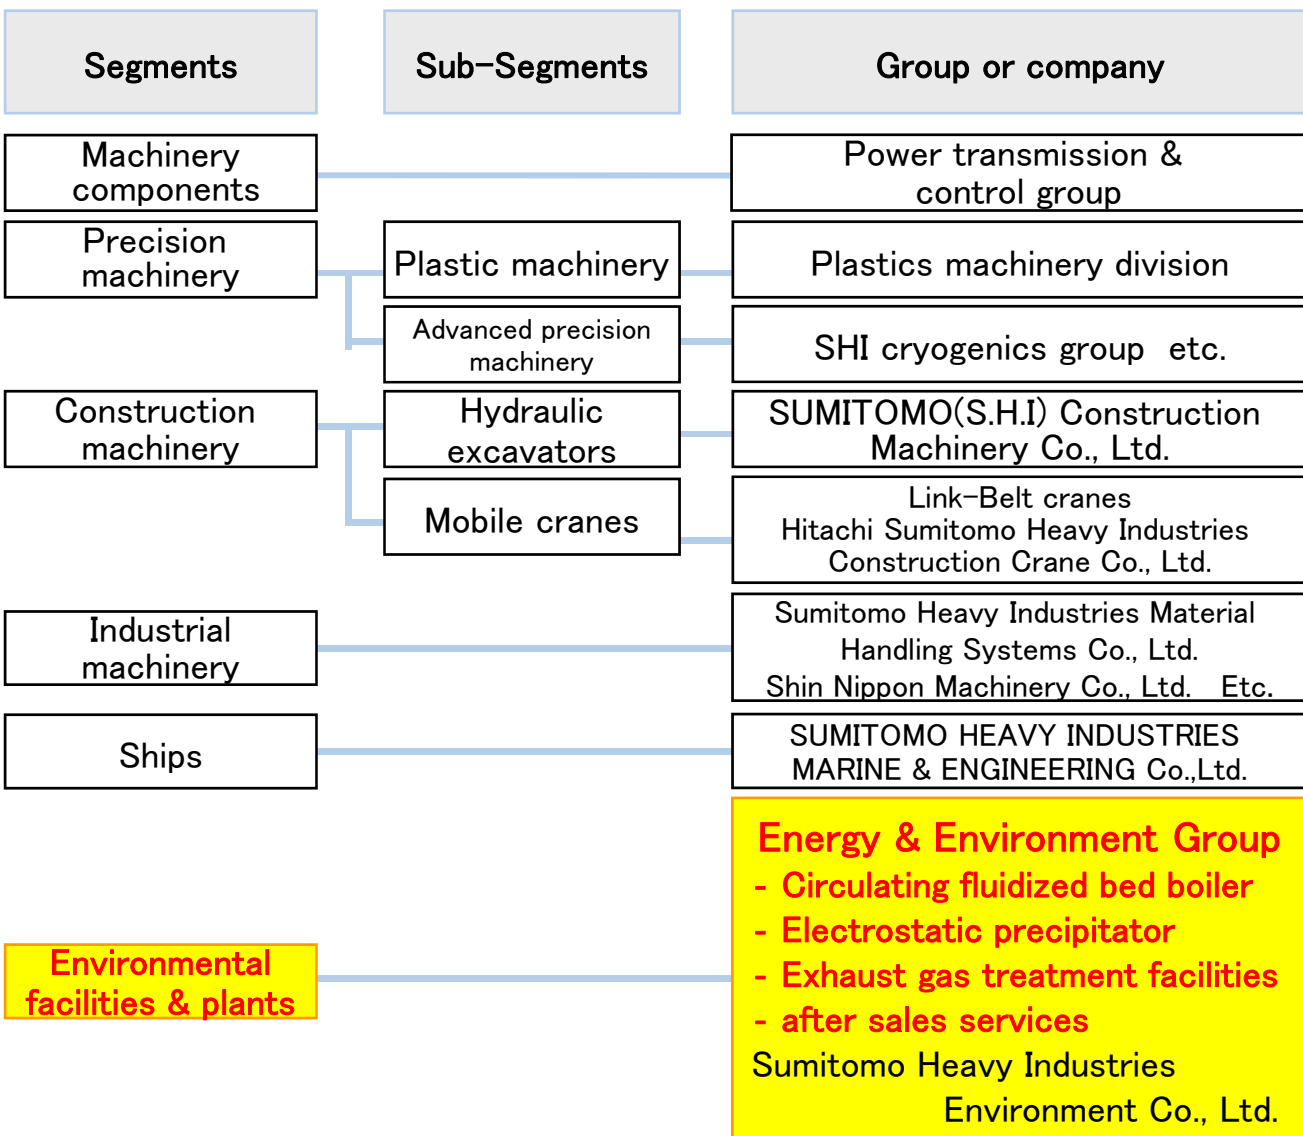 Segments
Sub-Segments
Group or company
Machinery
components
Power transmission &
control group
Precision
machinery
Plastic machinery
Plastics machinery division
Advanced precision
machinery
SHI cryogenics group etc.
Construction
machinery
Hydraulic
excavators
SUMITOMO(S.H.I) Construction
Machinery Co., Ltd.
Mobile cranes
Link-Belt cranes
Hitachi Sumitomo Heavy Industries
Construction Crane Co., Ltd.
Industrial
machinery
Sumitomo Heavy Industries Material
Handling Systems Co., Ltd.
Shin Nippon Machinery Co., Ltd. Etc.
Ships
SUMITOMO HEAVY INDUSTRIES
MARINE & ENGINEERING Co.,Ltd.
Environmental
facilities & plants
Energy & Environment Group
- Circulating fluidized bed boiler
- Electrostatic precipitator
- Exhaust gas treatment facilities
- after sales services
Sumitomo Heavy Industries
Environment Co., Ltd.